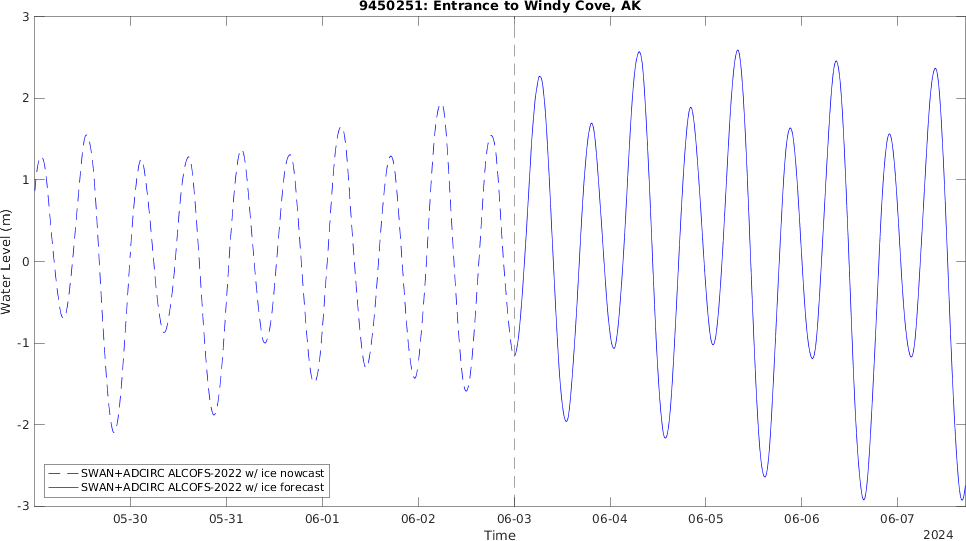 9450251: Entrance to Windy Cove, AK
Water Level (m)
3
2
1
0
-1
-2
-3
SWAN+ADCIRC ALCOFS-2022 w/ ice nowcast
SWAN+ADCIRC ALCOFS-2022 w/ ice forecast
05-30 05-31 06-01 06-02 06-03 06-04 06-05 06-06 06-07
Time
2024